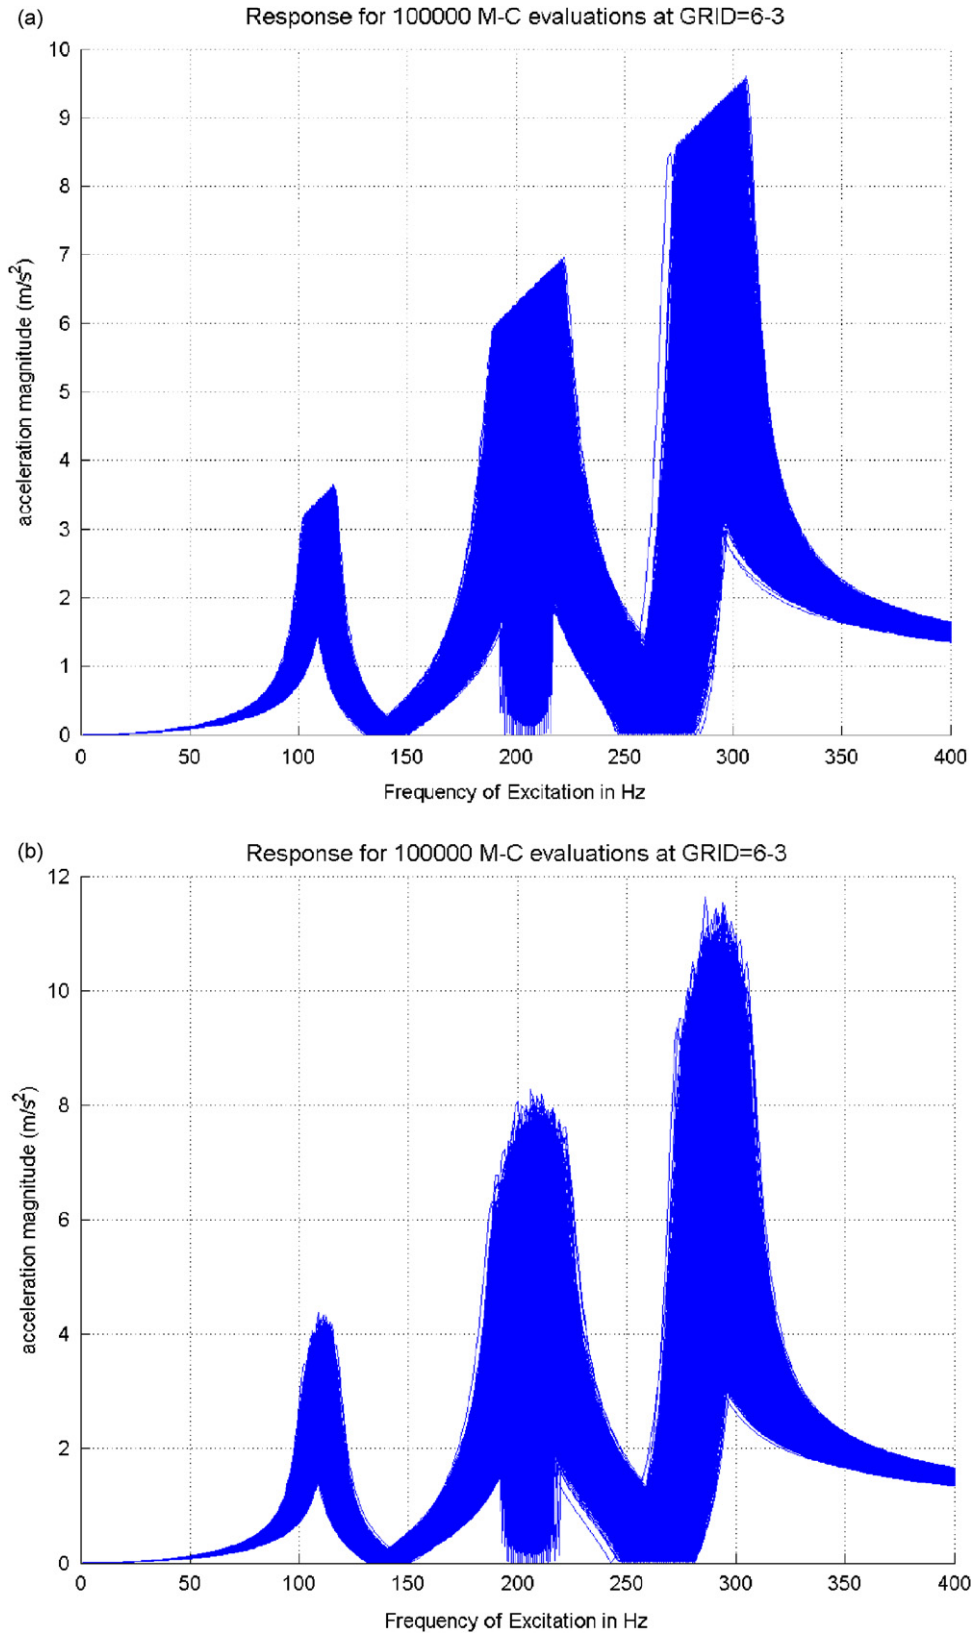 (a)
Response for 100000 M-C evaluations at GRID=6-3
10
9
8
7
6
5
4
3
2
1
0
acceleration magnitude (m/s²)
0 50 100 150 200 250 300 350 400
Frequency of Excitation in Hz
(b)
Response for 100000 M-C evaluations at GRID=6-3
12
10
8
6
4
2
0
acceleration magnitude (m/s²)
0 50 100 150 200 250 300 350 400
Frequency of Excitation in Hz